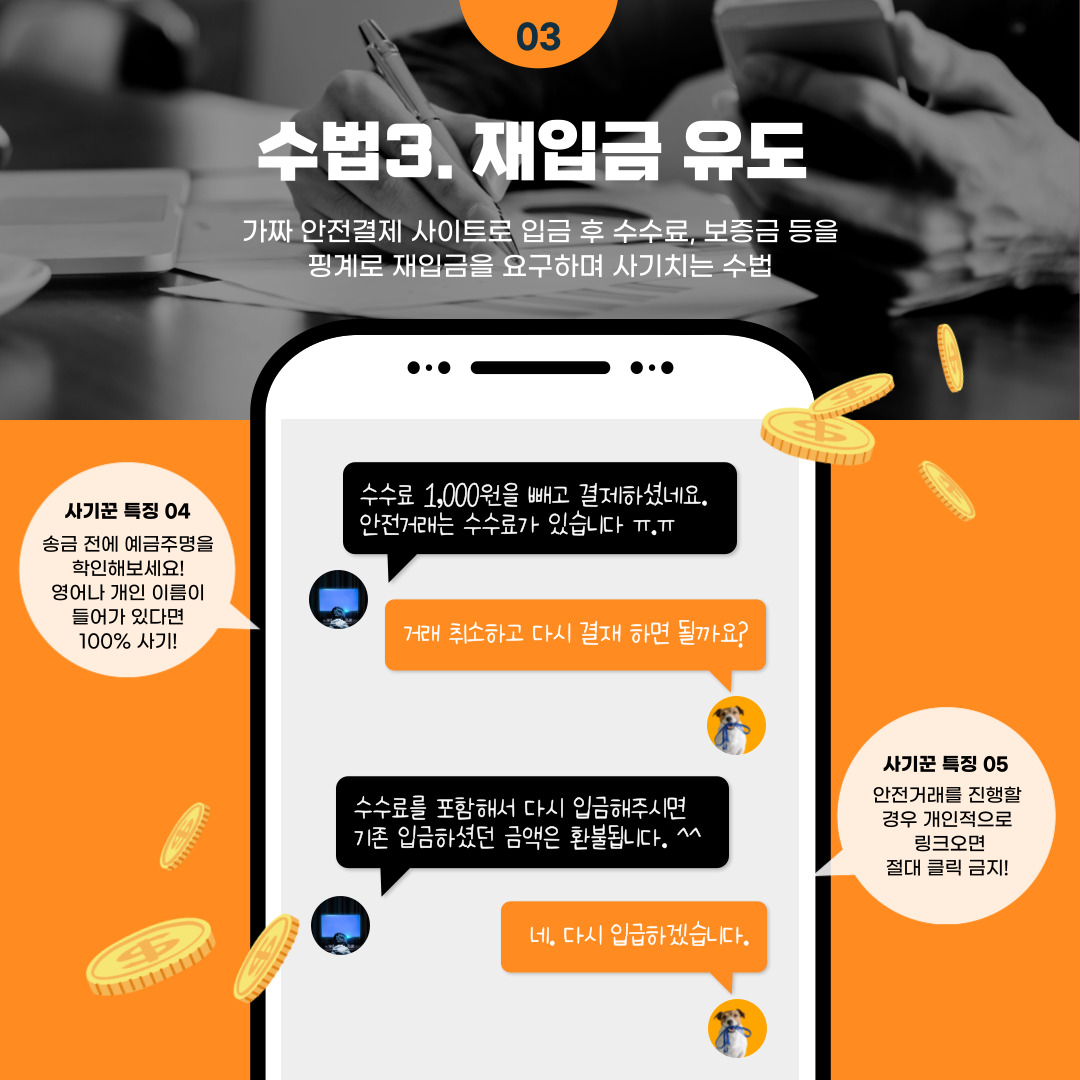 03
수법3. 재입금 유도
가짜 안전결제 사이트로 입금 후 수수료, 보증금 등을
핑계로 재입금을 요구하며 사기치는 수법
수수료 1,000원을 빼고 결제하셨네요.
안전거래는 수수료가 있습니다 ㅠ.ㅠ
사기꾼 특징 04
송금 전에 예금주명을
학인해보세요!
영어나 개인 이름이
들어가 있다면
100% 사기!
거래 취소하고 다시 결재 하면 될까요?
사기꾼 특징 05
안전거래를 진행할
경우 개인적으로
링크오면
절대 클릭 금지!
수수료를 포함해서 다시 입금해주시면
기존 입금하셨던 금액은 환불됩니다. ^^
네. 다시 입급하겠습니다.